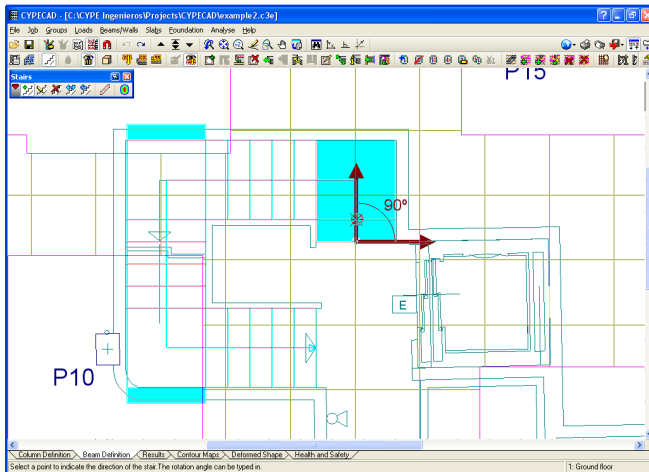 CYPECAD - [C:\CYPE Ingenieros\Projects\CYPECAD\example2.c3e]
File Job Groups Loads Beams/Walls Slabs Foundation Analyse Help
Stairs
P15
90º
E
P10
Column Definition Beam Definition Results Contour Maps Deformed Shape Health and Safety
Select a point to indicate the direction of the stair. The rotation angle can be typed in. 1: Ground floor